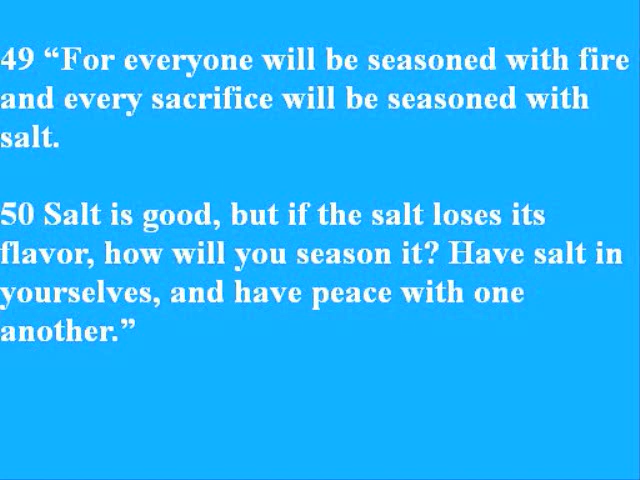 49 “For everyone will be seasoned with fire
and every sacrifice will be seasoned with
salt.
50 Salt is good, but if the salt loses its
flavor, how will you season it? Have salt in
yourselves, and have peace with one
another.”